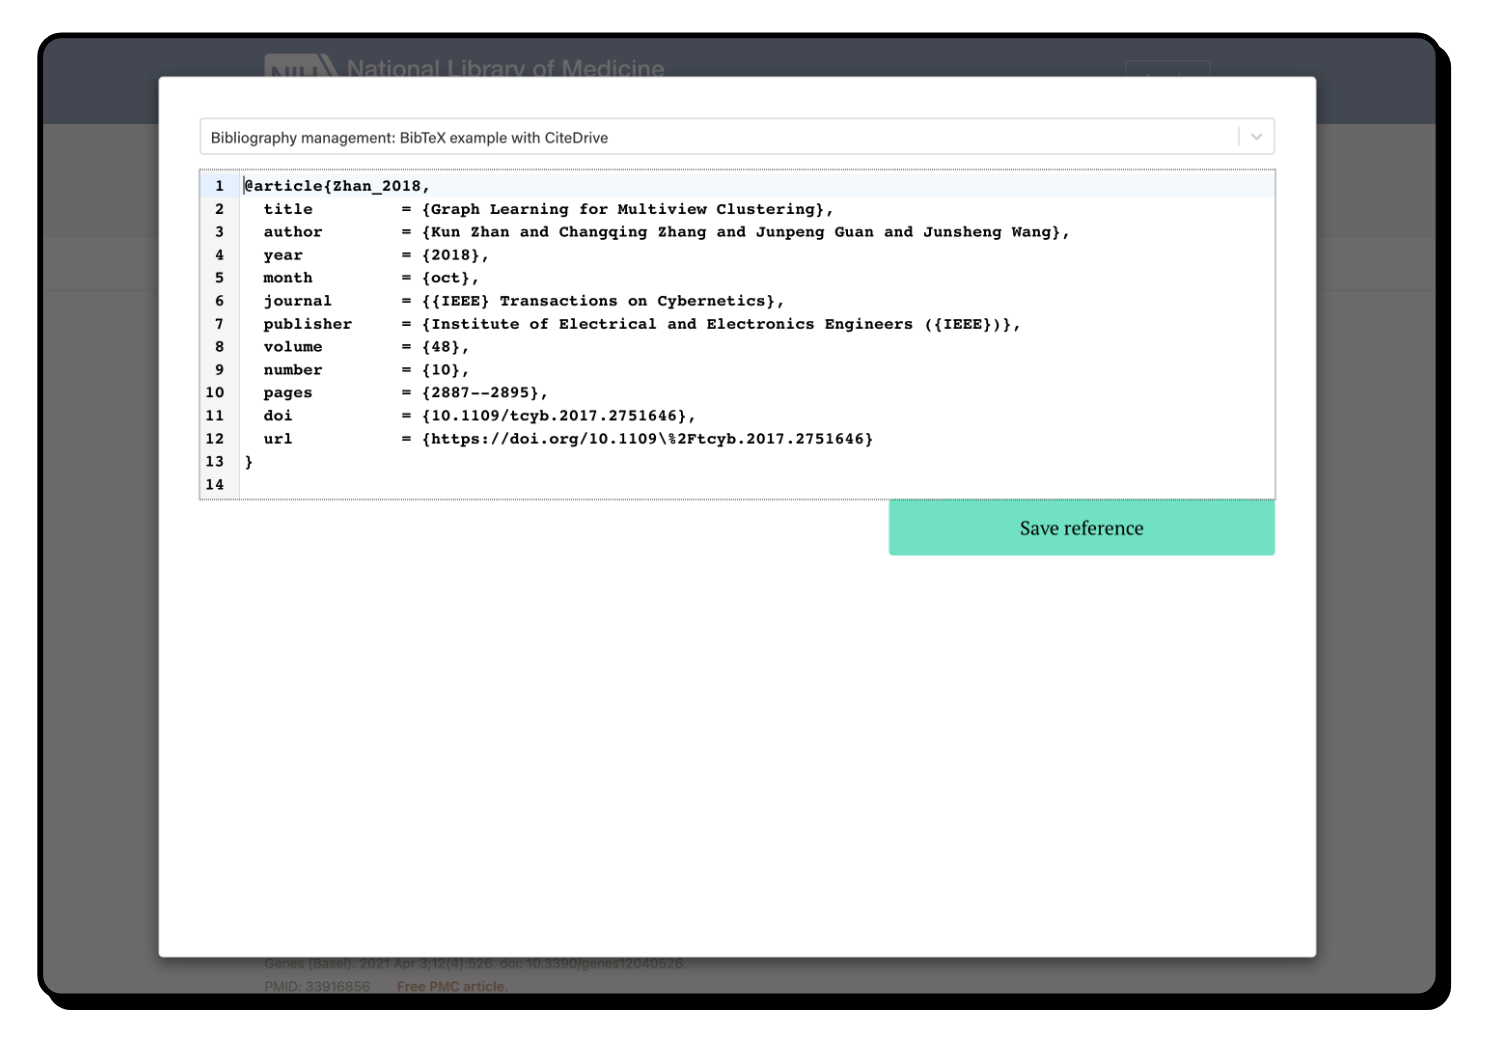 NIH National Library of Medicine
Bibliography management: BibTeX example with CiteDrive
1 @article{Zhan_2018,
2   title         = {Graph Learning for Multiview Clustering},
3   author        = {Kun Zhan and Changqing Zhang and Junpeng Guan and Junsheng Wang},
4   year          = {2018},
5   month         = {oct},
6   journal       = {{IEEE} Transactions on Cybernetics},
7   publisher     = {Institute of Electrical and Electronics Engineers ({IEEE})},
8   volume        = {48},
9   number        = {10},
10   pages         = {2887--2895},
11   doi           = {10.1109/tcyb.2017.2751646},
12   url           = {https://doi.org/10.1109\%2Ftcyb.2017.2751646}
13 }
14
Save reference
Genes (Basel). 2021 Apr 3;12(4):526. doi: 10.3390/genes12040526.
PMID: 33916856 Free PMC article.